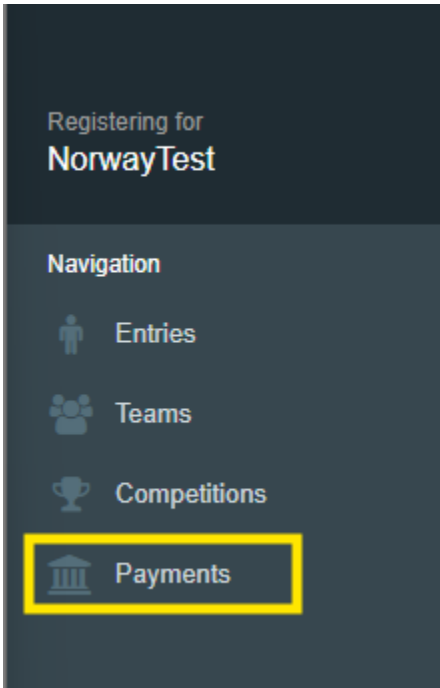 Registering for
NorwayTest
Navigation
Entries
Teams
Competitions
Payments